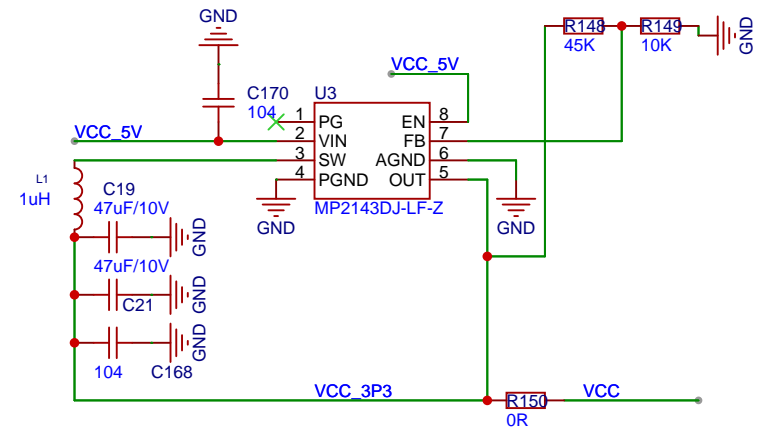 GND
R148
R149
45K
10K
GND
VCC_5V
C170
104
U3
VCC_5V
1
PG
EN
8
2
VIN
FB
7
3
SW
AGND
6
4
PGND
OUT
5
MP2143DJ-LF-Z
GND
GND
L1
1uH
C19
47uF/10V
GND
47uF/10V
C21
GND
104
C168
GND
VCC_3P3
R150
0R
VCC